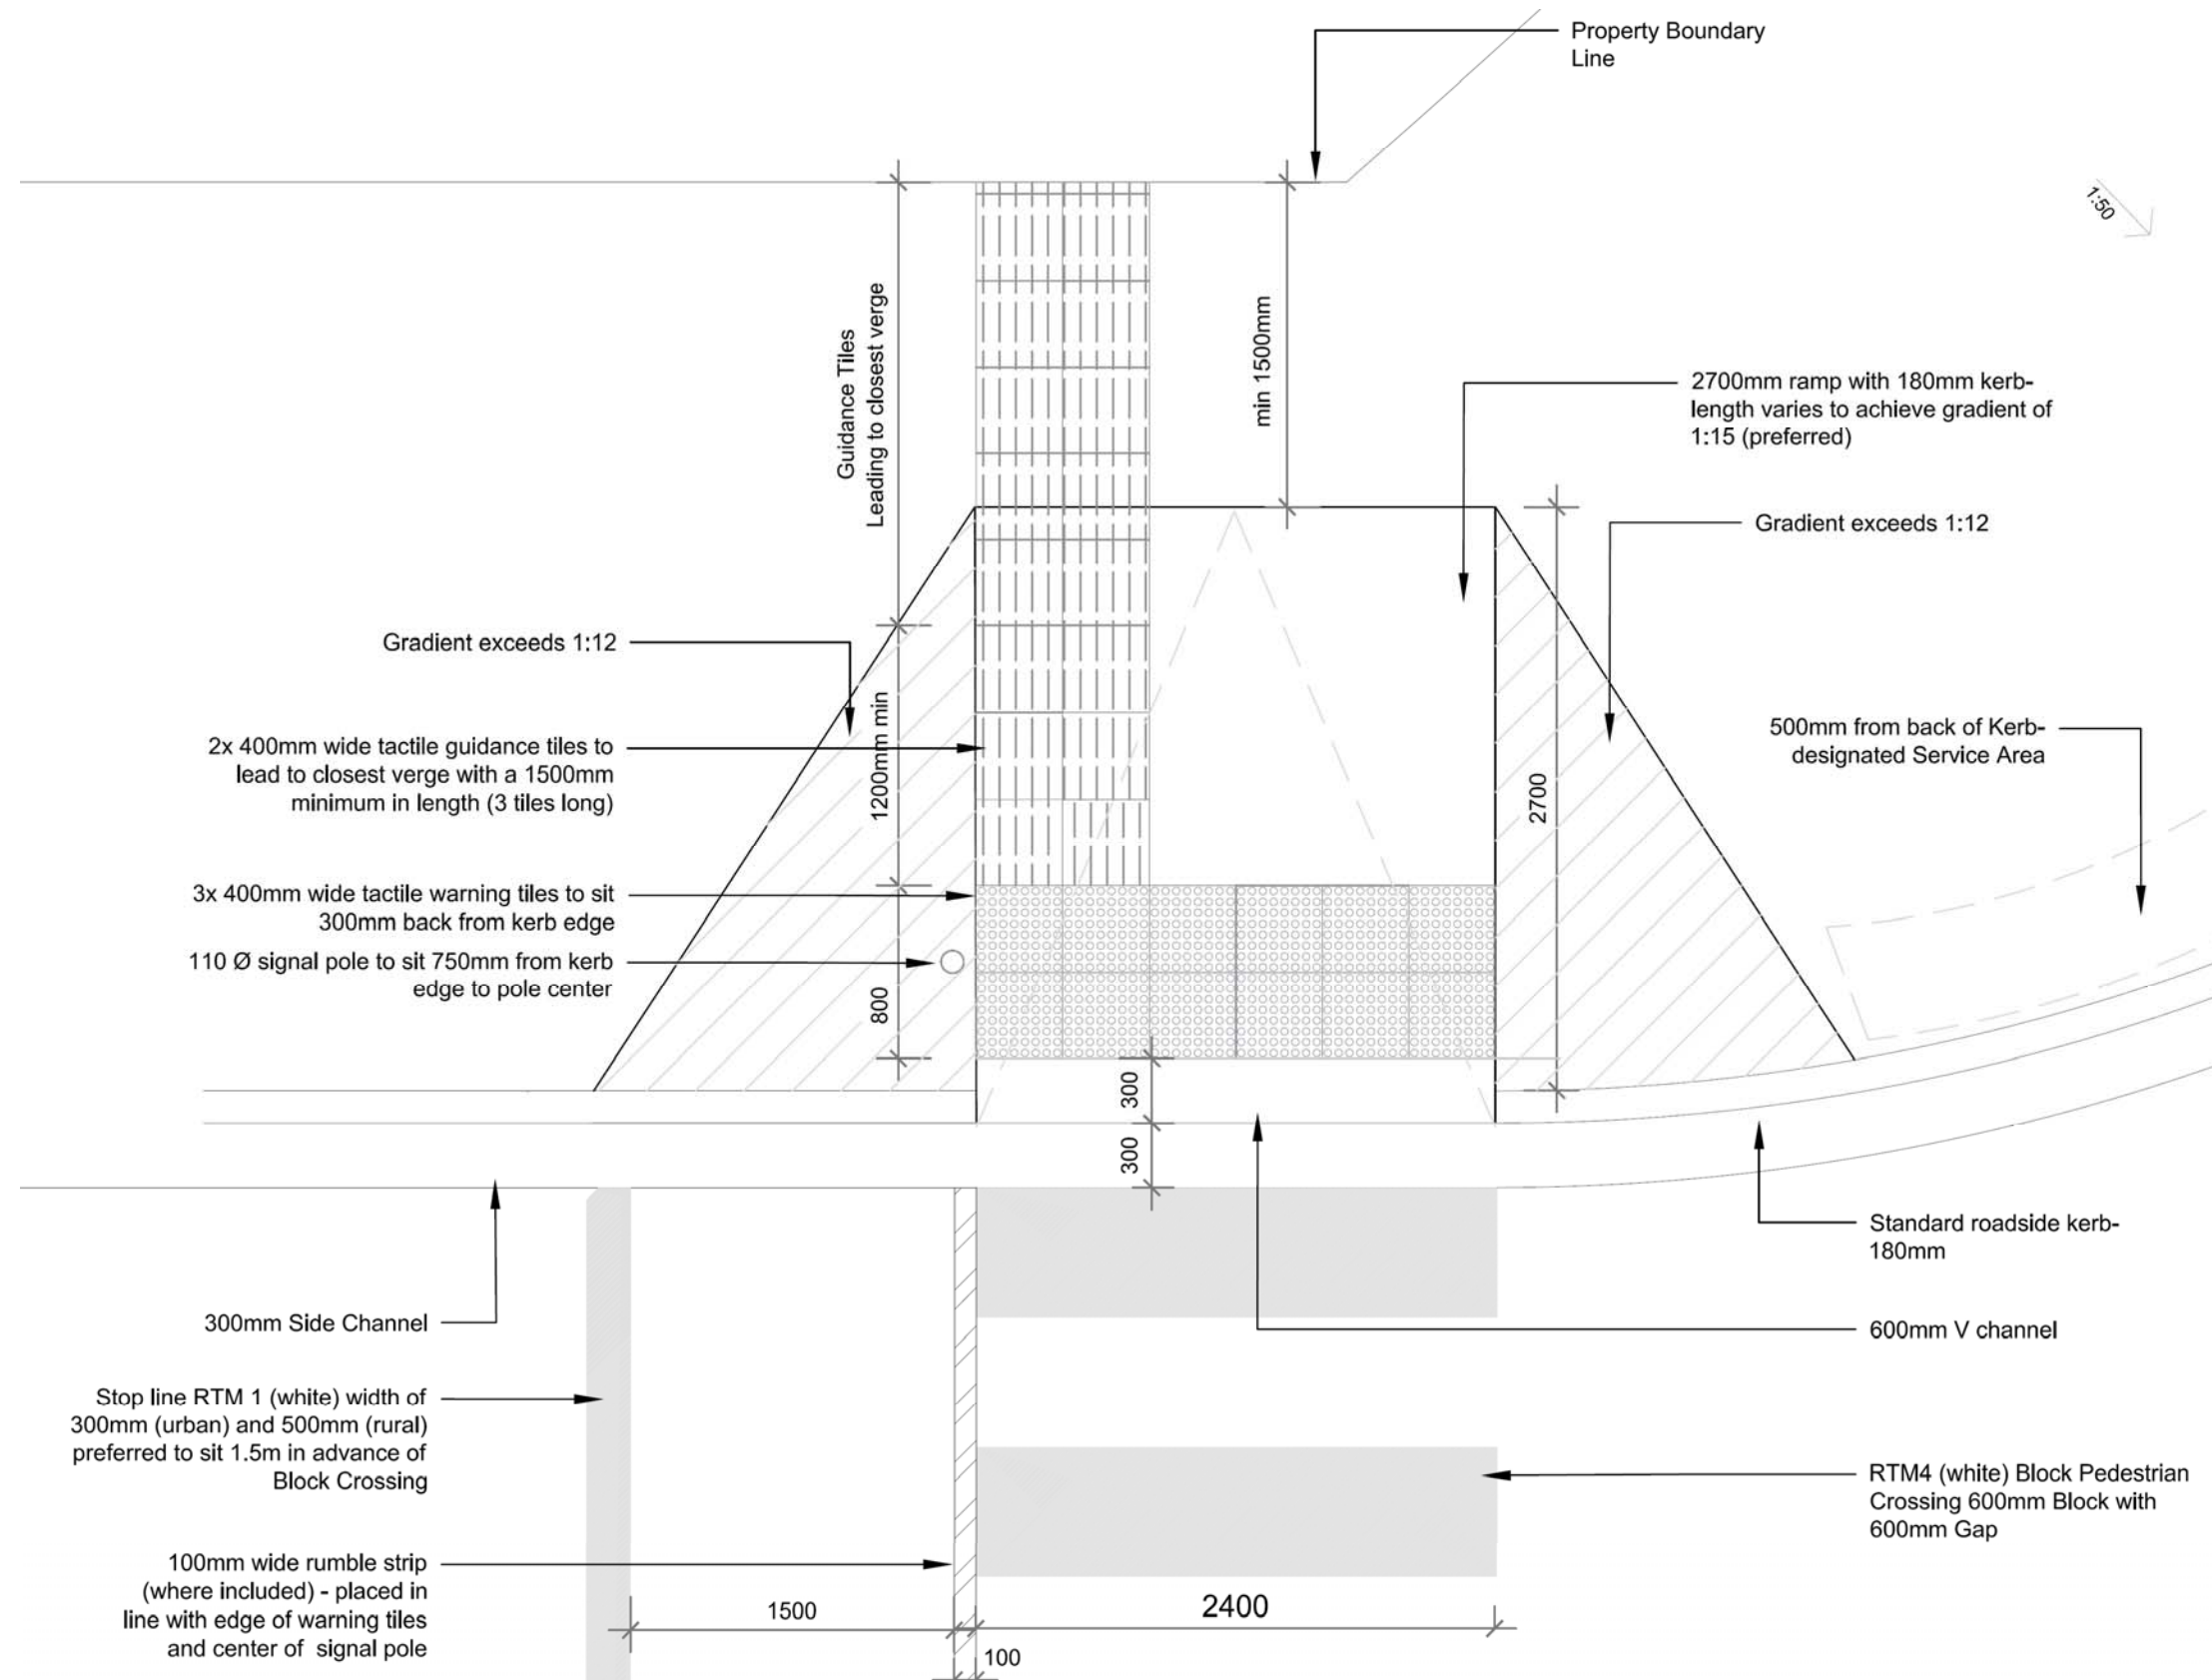 Property Boundary
Line
1:50
Guidance Tiles
Leading to closest verge
min 1500mm
2700mm ramp with 180mm kerb-
length varies to achieve gradient of
1:15 (preferred)
Gradient exceeds 1:12
Gradient exceeds 1:12
1200mm min
2x 400mm wide tactile guidance tiles to
lead to closest verge with a 1500mm
minimum in length (3 tiles long)
2700
500mm from back of Kerb-
designated Service Area
3x 400mm wide tactile warning tiles to sit
300mm back from kerb edge
110 Ø signal pole to sit 750mm from kerb
edge to pole center
800
300
300
Standard roadside kerb-
180mm
300mm Side Channel
600mm V channel
Stop line RTM 1 (white) width of
300mm (urban) and 500mm (rural)
preferred to sit 1.5m in advance of
Block Crossing
RTM4 (white) Block Pedestrian
Crossing 600mm Block with
600mm Gap
100mm wide rumble strip
(where included) - placed in
line with edge of warning tiles
and center of signal pole
1500
2400
100